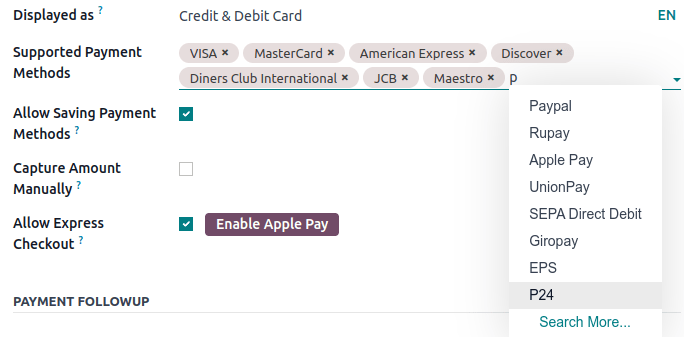 Displayed as ? Credit & Debit Card EN
Supported Payment Methods
VISA × MasterCard × American Express × Discover ×
Diners Club International × JCB × Maestro × p
Paypal
Rupay
Apple Pay
UnionPay
SEPA Direct Debit
Giropay
EPS
P24
Search More...
Allow Saving Payment
Methods ?
Capture Amount
Manually ?
Allow Express
Checkout ?
Enable Apple Pay
PAYMENT FOLLOWUP